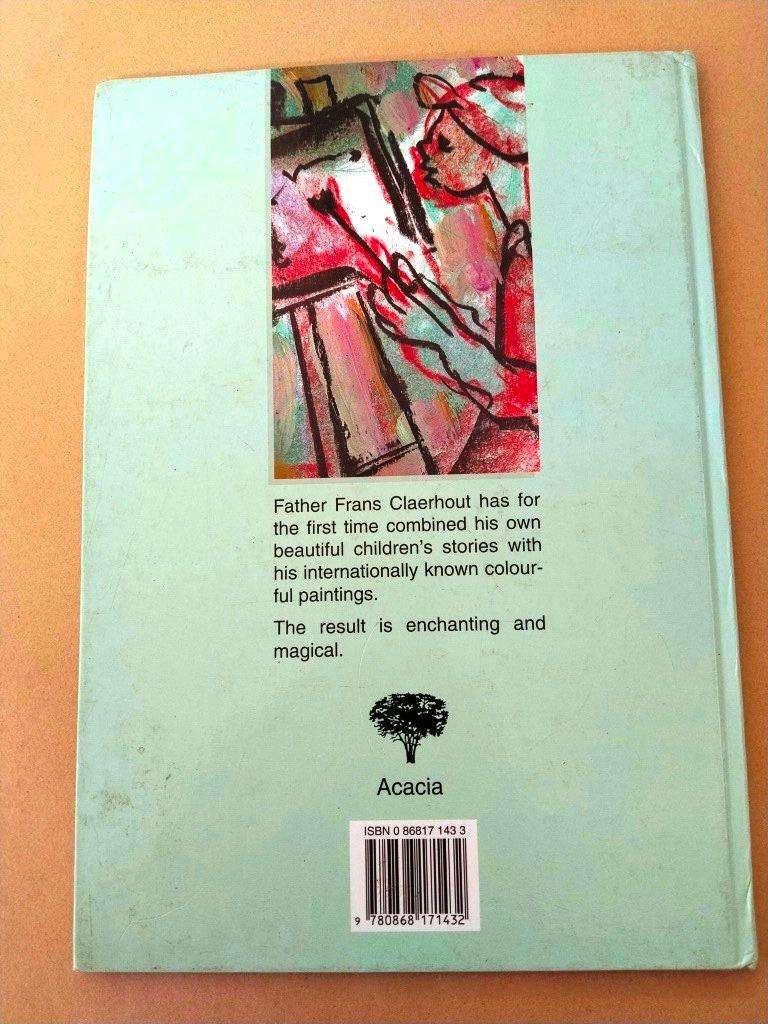 Father Frans Claerhout has for
the first time combined his own
beautiful children's stories with
his internationally known colour-
ful paintings.
The result is enchanting and
magical.
Acacia
ISBN 0 86817 143 3
9 780868 171432